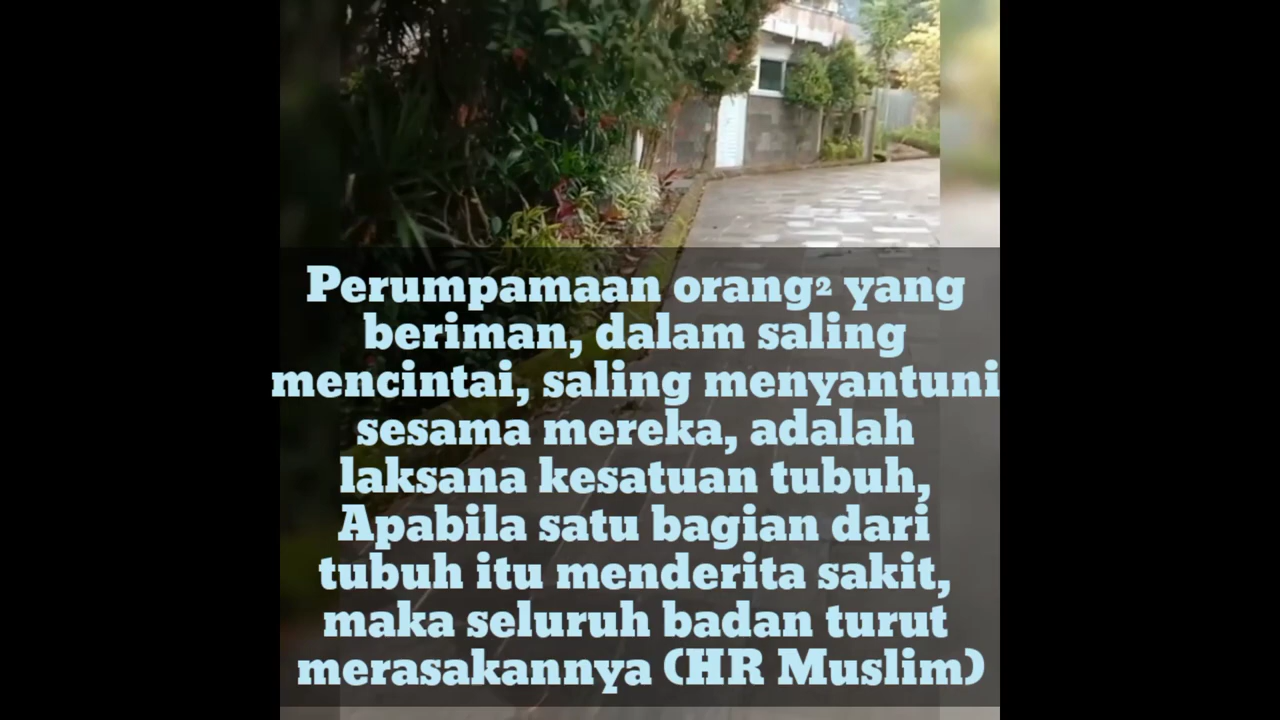 Perumpamaan orang² yang
beriman, dalam saling
mencintai, saling menyantuni
sesama mereka, adalah
laksana kesatuan tubuh,
Apabila satu bagian dari
tubuh itu menderita sakit,
maka seluruh badan turut
merasakannya (HR Muslim)